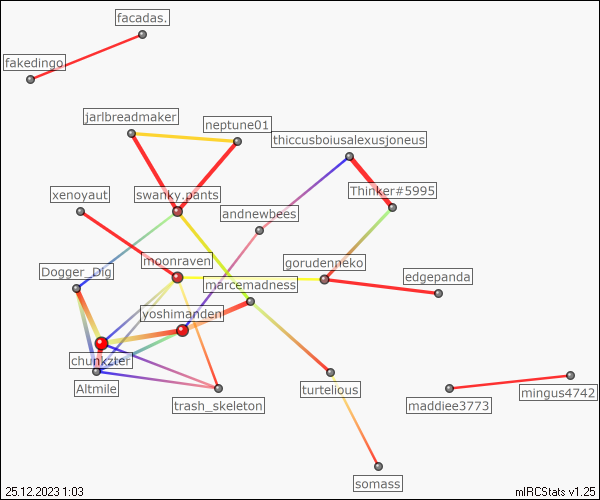 facadas.
fakedingo
jarlbreadmaker
neptune01
thiccusboiusalexusjoneus
xenoyaut
swanky.pants
Thinker#5995
andnewbees
Dogger_Dlg
moonraven
gorudenneko
edgepanda
marcemadness
yoshimanden
chunkzter
Altmile
trash_skeleton
turtelious
maddiee3773
mingus4742
somass
25.12.2023 1:03
mIRCStats v1.25